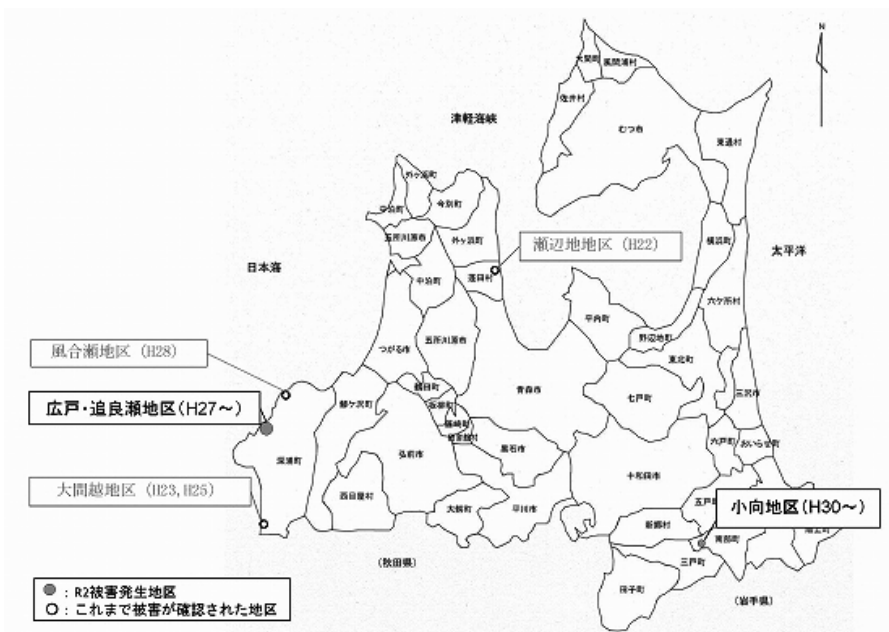 N
大間町
風間浦村
佐井村
津軽海峡
むつ市
東通村
外ヶ浜町
今別町
中泊町
五所川原市
外ヶ浜町
瀬辺地地区（H22）
横浜町
太平洋
日本海
蓬田村
中泊町
六ケ所村
平内町
野辺地町
つがる市
五所川原市
東北町
風合瀬地区（H28）
鶴田町
青森市
七戸町
三沢市
広戸・追良瀬地区（H27～）
鰺ケ沢町
板柳町
藤崎町
六戸町
おいらせ町
深浦町
弘前市
黒石市
十和田市
大間越地区（H23,H25）
西目屋村
大鰐町
平川市
五戸
小向地区（H30～）
新郷村
南部町
三戸町
（秋田県）
田子町
（岩手県）
：R2被害発生地区
：これまで被害が確認された地区